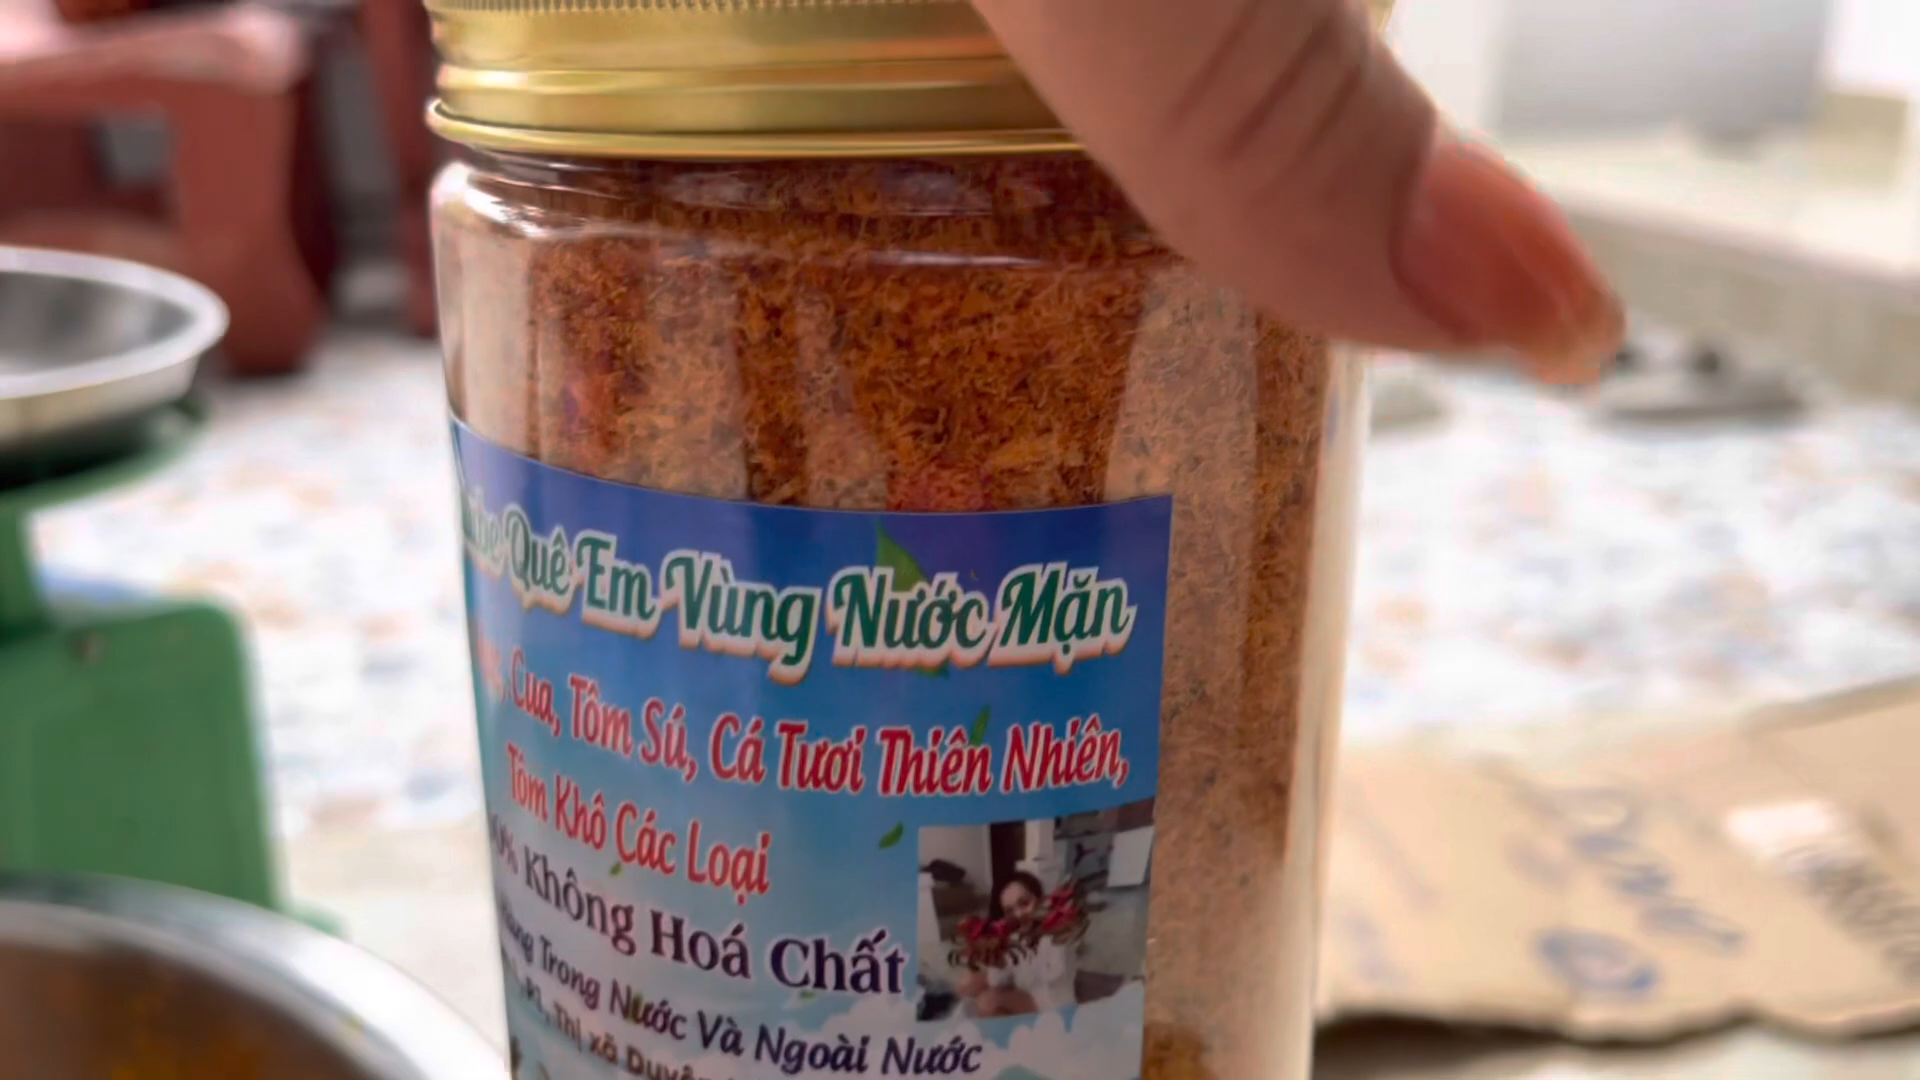 Quê Em Vùng Nước Mặn
Cua, Tôm Sú, Cá Tươi Thiên Nhiên,
Tôm Khô Các Loại
Không Hoá Chất
Hàng Trong Nước Và Ngoài Nước
Thị xã